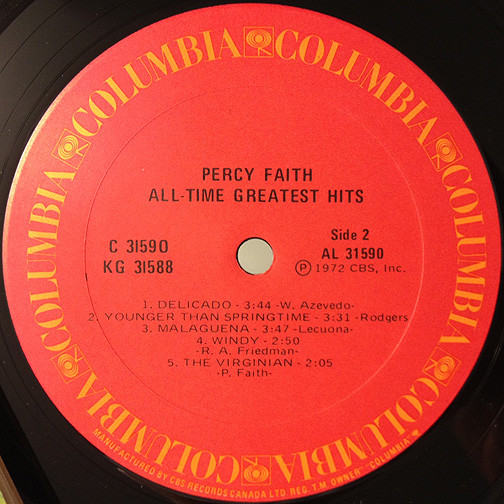 COLUMBIA COLUMBIA COLUMBIA COLUMBIA COLUMBIA COLUMBIA
PERCY FAITH
ALL-TIME GREATEST HITS
C 31590
KG 31588
Side 2
AL 31590
Ⓟ 1972 CBS, Inc.
1. DELICADO - 3:44 -W. Azevedo-
2. YOUNGER THAN SPRINGTIME - 3:31 -Rodgers
3. MALAGUENA - 3:47 -Lecuona-
4. WINDY - 2:50
-R. A. Friedman-
5. THE VIRGINIAN - 2:05
-P. Faith-
MANUFACTURED BY CBS RECORDS CANADA LTD REG. T.M. OWNER "COLUMBIA"